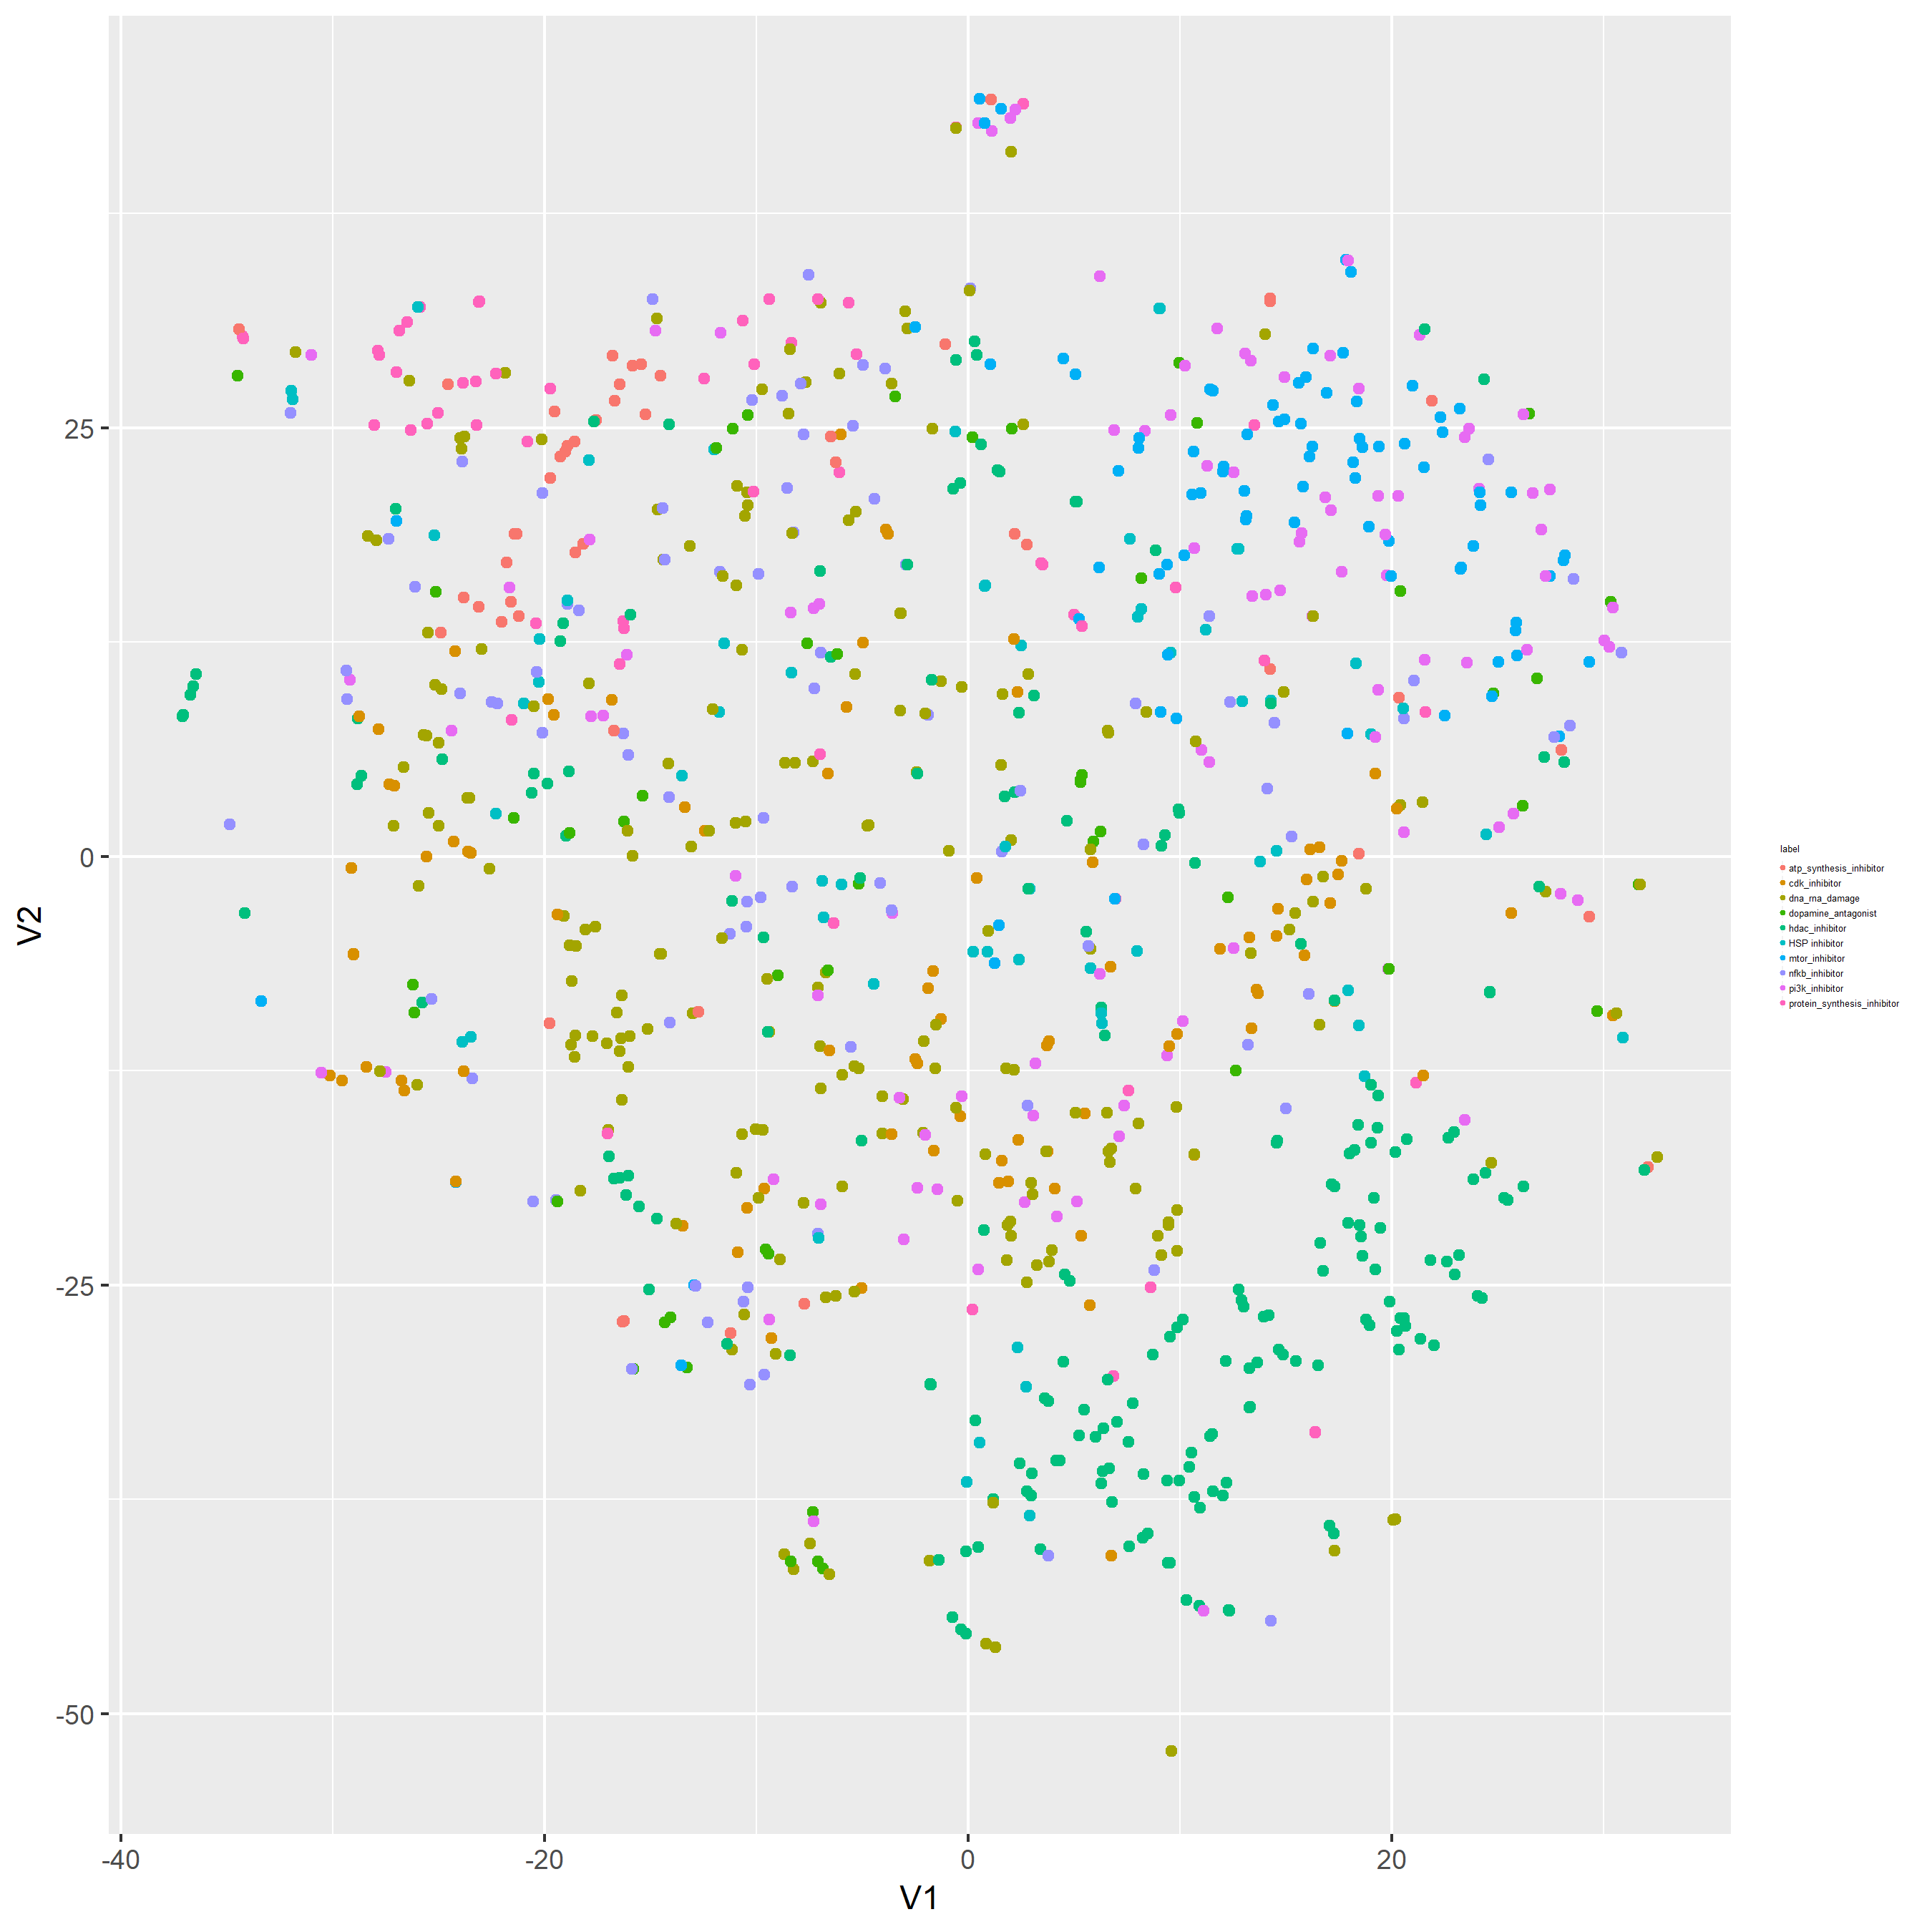 25
0
-25
-50
-40
-20
0
20
V1
V2
label
atp_synthesis_inhibitor
cdk_inhibitor
dna_rna_damage
dopamine_antagonist
hdac_inhibitor
HSP inhibitor
mtor_inhibitor
nfkb_inhibitor
pi3k_inhibitor
protein_synthesis_inhibitor